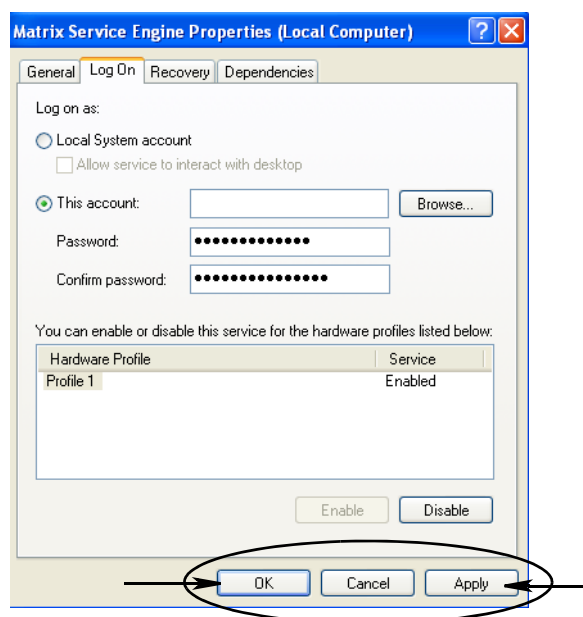 Matrix Service Engine Properties (Local Computer)
General Log On Recovery Dependencies
Log on as:
Local System account
Allow service to interact with desktop
This account: Browse...
Password: •••••••••••••
Confirm password: •••••••••••••••
You can enable or disable this service for the hardware profiles listed below:
Hardware Profile Service
Profile 1 Enabled
Enable Disable
OK Cancel Apply